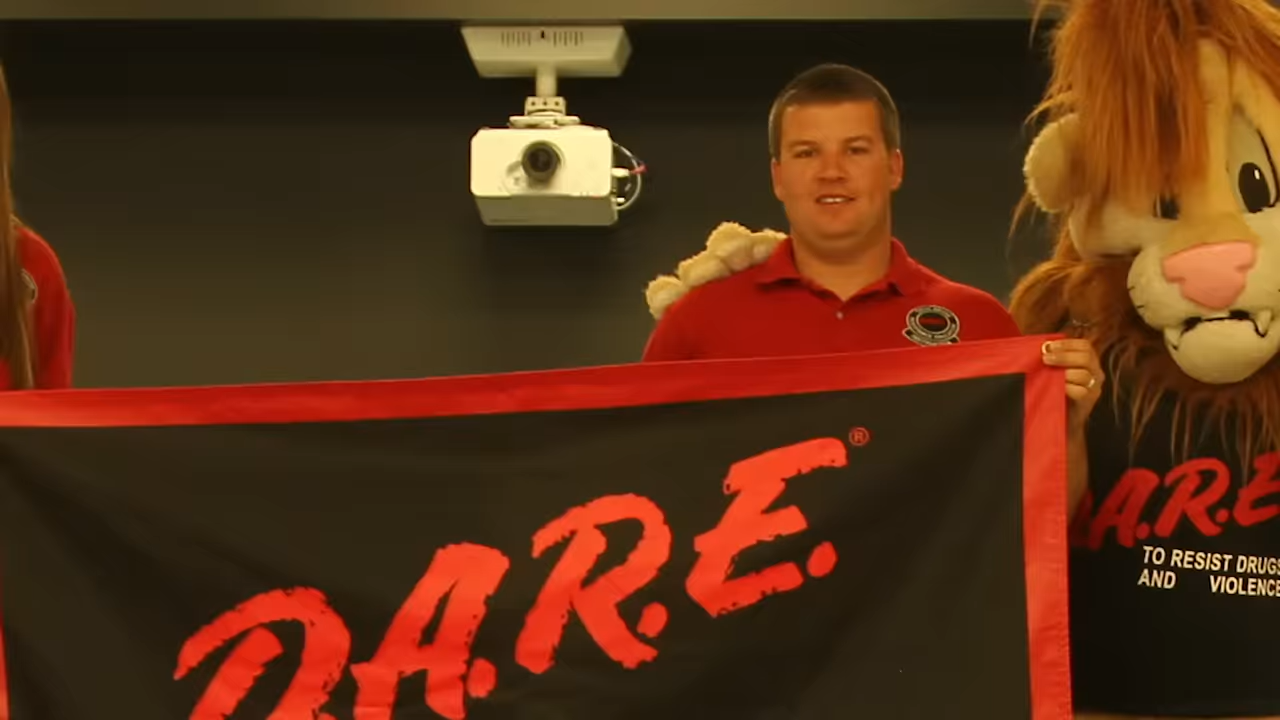 D.A.R.E.®
D.A.R.E
TO RESIST DRUGS
AND VIOLENCE